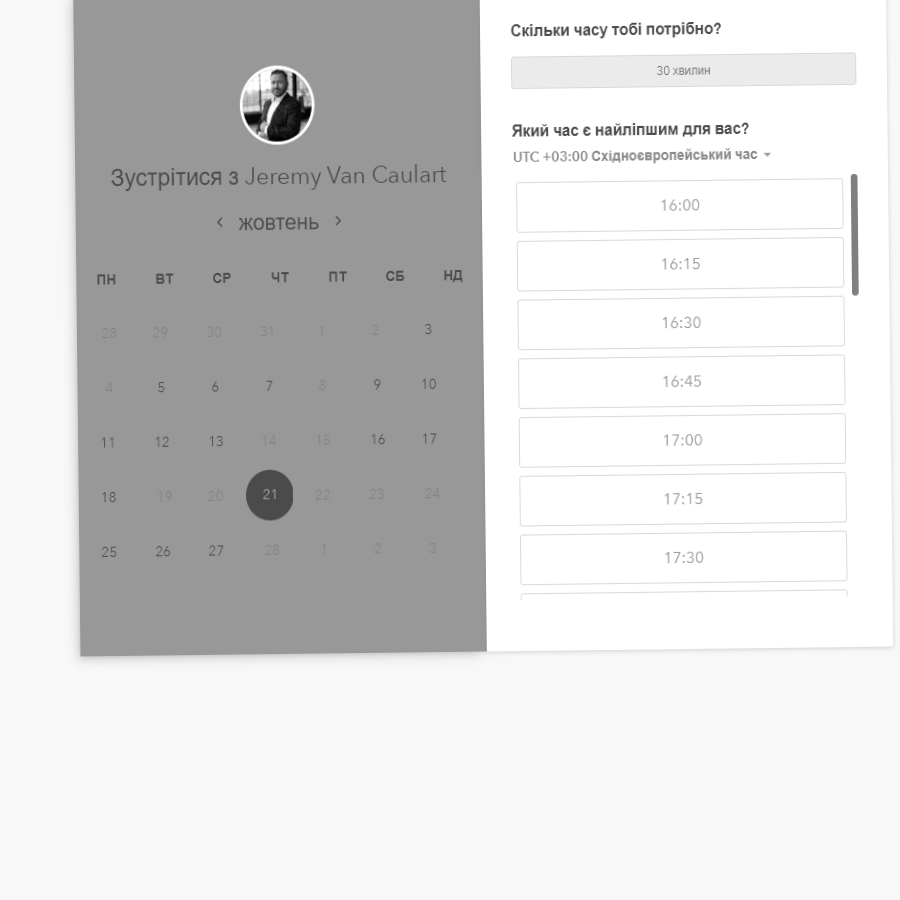 Зустрітися з Jeremy Van Caulart
‹ жовтень ›
ПН ВТ СР ЧТ ПТ СБ НД
28 29 30 31 1 2 3
4 5 6 7 8 9 10
11 12 13 14 15 16 17
18 19 20 21 22 23 24
25 26 27 28 1 2 3
Скільки часу тобі потрібно?
30 хвилин
Який час є найліпшим для вас?
UTC +03:00 Східноєвропейський час
16:00
16:15
16:30
16:45
17:00
17:15
17:30